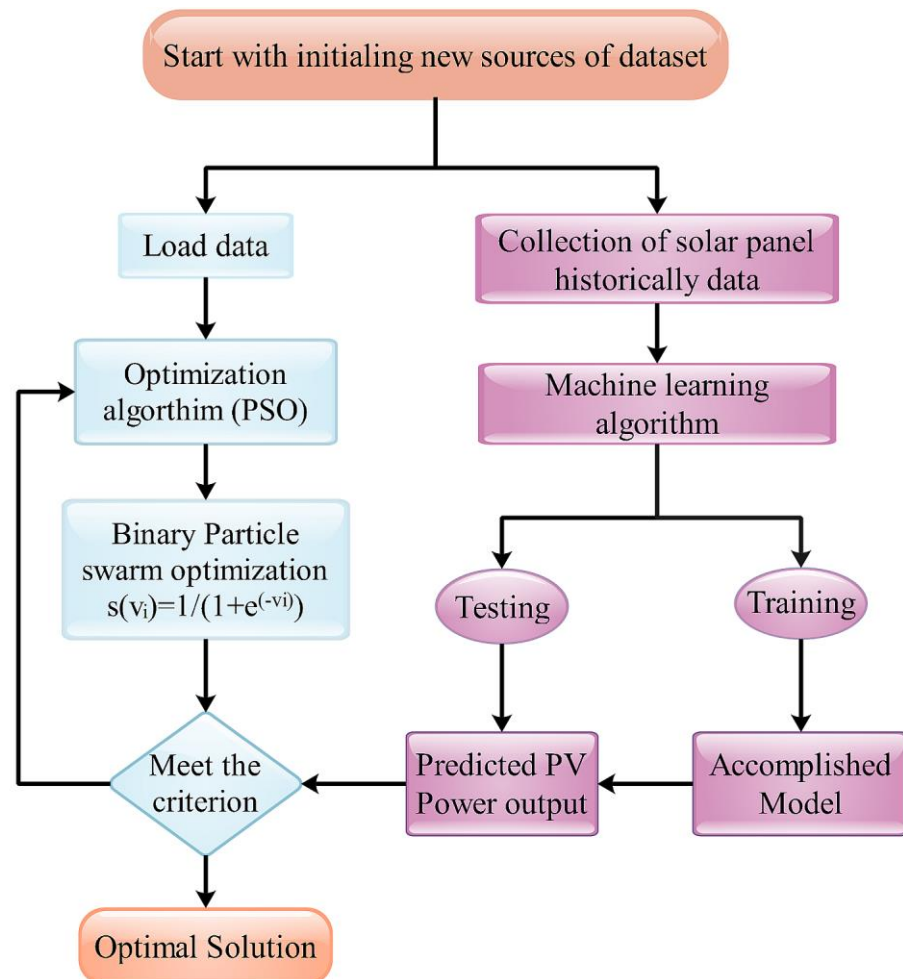 Start with initialing new sources of dataset
Load data
Collection of solar panel
historically data
Optimization
algorthim (PSO)
Machine learning
algorithm
Binary Particle
swarm optimization
s(vᵢ)=1/(1+e⁽⁻ᵛⁱ⁾)
Testing
Training
Meet the
criterion
Predicted PV
Power output
Accomplished
Model
Optimal Solution